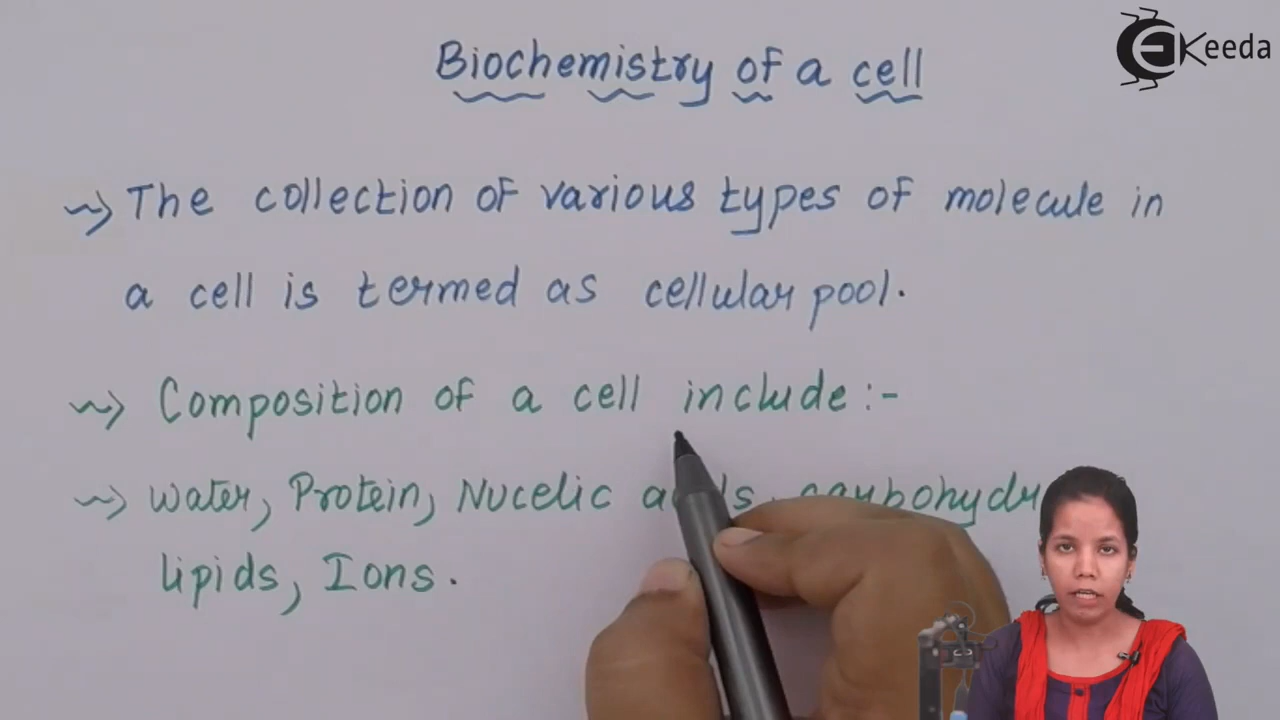 Keeda
Biochemistry of a cell
The collection of various types of molecule in
a cell is termed as cellular pool.
Composition of a cell include :-
Water, Protein, Nucelic
lipids, Ions.